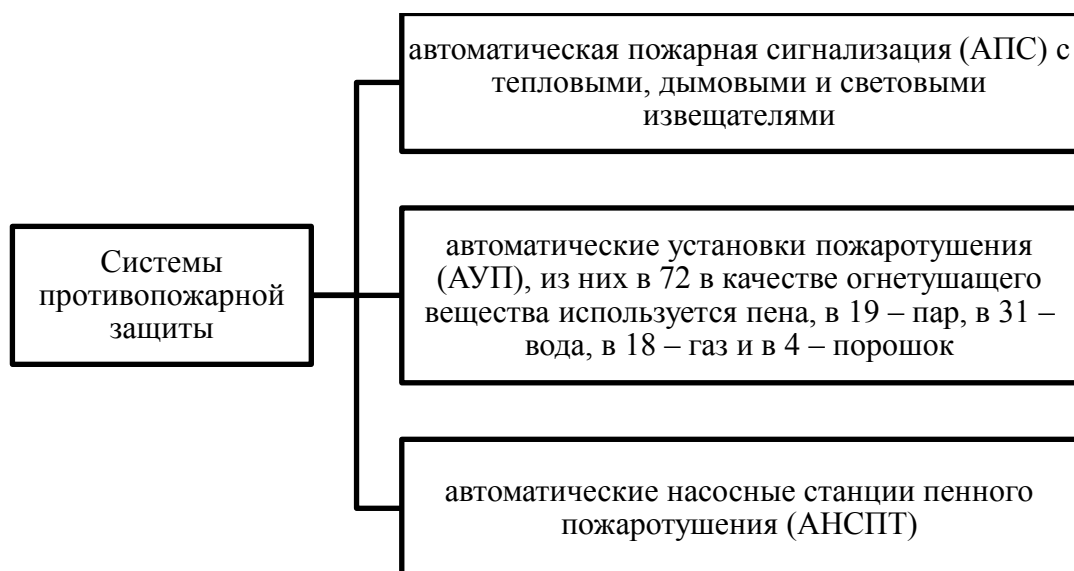 автоматическая пожарная сигнализация (АПС) с
тепловыми, дымовыми и световыми
извещателями
Системы
противопожарной
защиты
автоматические установки пожаротушения
(АУП), из них в 72 в качестве огнетушащего
вещества используется пена, в 19 – пар, в 31 –
вода, в 18 – газ и в 4 – порошок
автоматические насосные станции пенного
пожаротушения (АНСПТ)